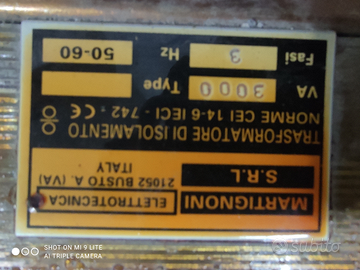 MARTIGNONI
S.R.L
ELETTROTECNICA
21052 BUSTO A. (VA)
ITALY
TRASFORMATORE DI ISOLAMENTO
NORME CEI 14-6 IECI - 742 - CE
VA 3000 Type
Fasi 3 Hz 50-60
SHOT ON MI 9 LITE
AI TRIPLE CAMERA
subito